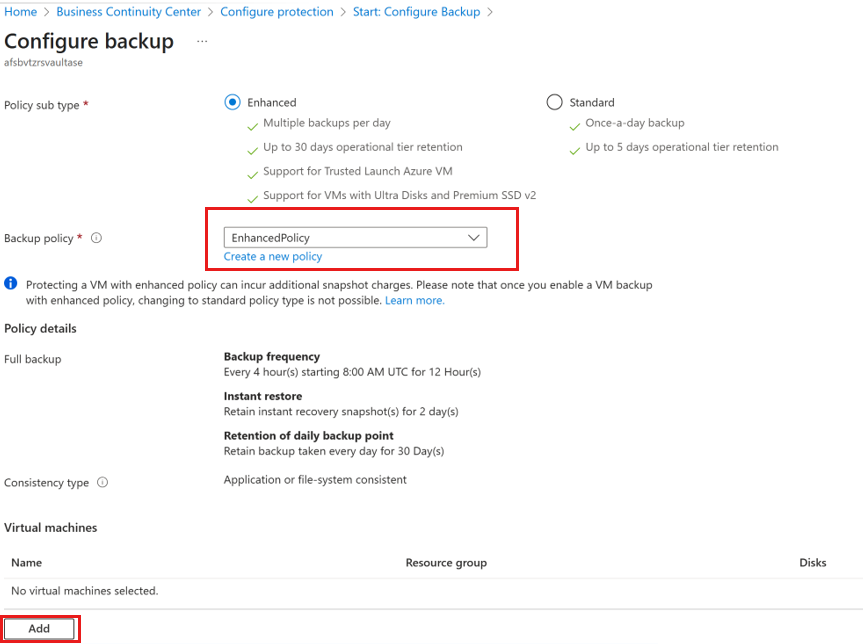 Home > Business Continuity Center > Configure protection > Start: Configure Backup >
Configure backup ...
afsbvtzrsvaultase
Policy sub type *
Enhanced
Multiple backups per day
Up to 30 days operational tier retention
Support for Trusted Launch Azure VM
Support for VMs with Ultra Disks and Premium SSD v2
Standard
Once-a-day backup
Up to 5 days operational tier retention
Backup policy *
EnhancedPolicy
Create a new policy
Protecting a VM with enhanced policy can incur additional snapshot charges. Please note that once you enable a VM backup
with enhanced policy, changing to standard policy type is not possible. Learn more.
Policy details
Full backup
Backup frequency
Every 4 hour(s) starting 8:00 AM UTC for 12 Hour(s)
Instant restore
Retain instant recovery snapshot(s) for 2 day(s)
Retention of daily backup point
Retain backup taken every day for 30 Day(s)
Consistency type
Application or file-system consistent
Virtual machines
Name Resource group Disks
No virtual machines selected.
Add